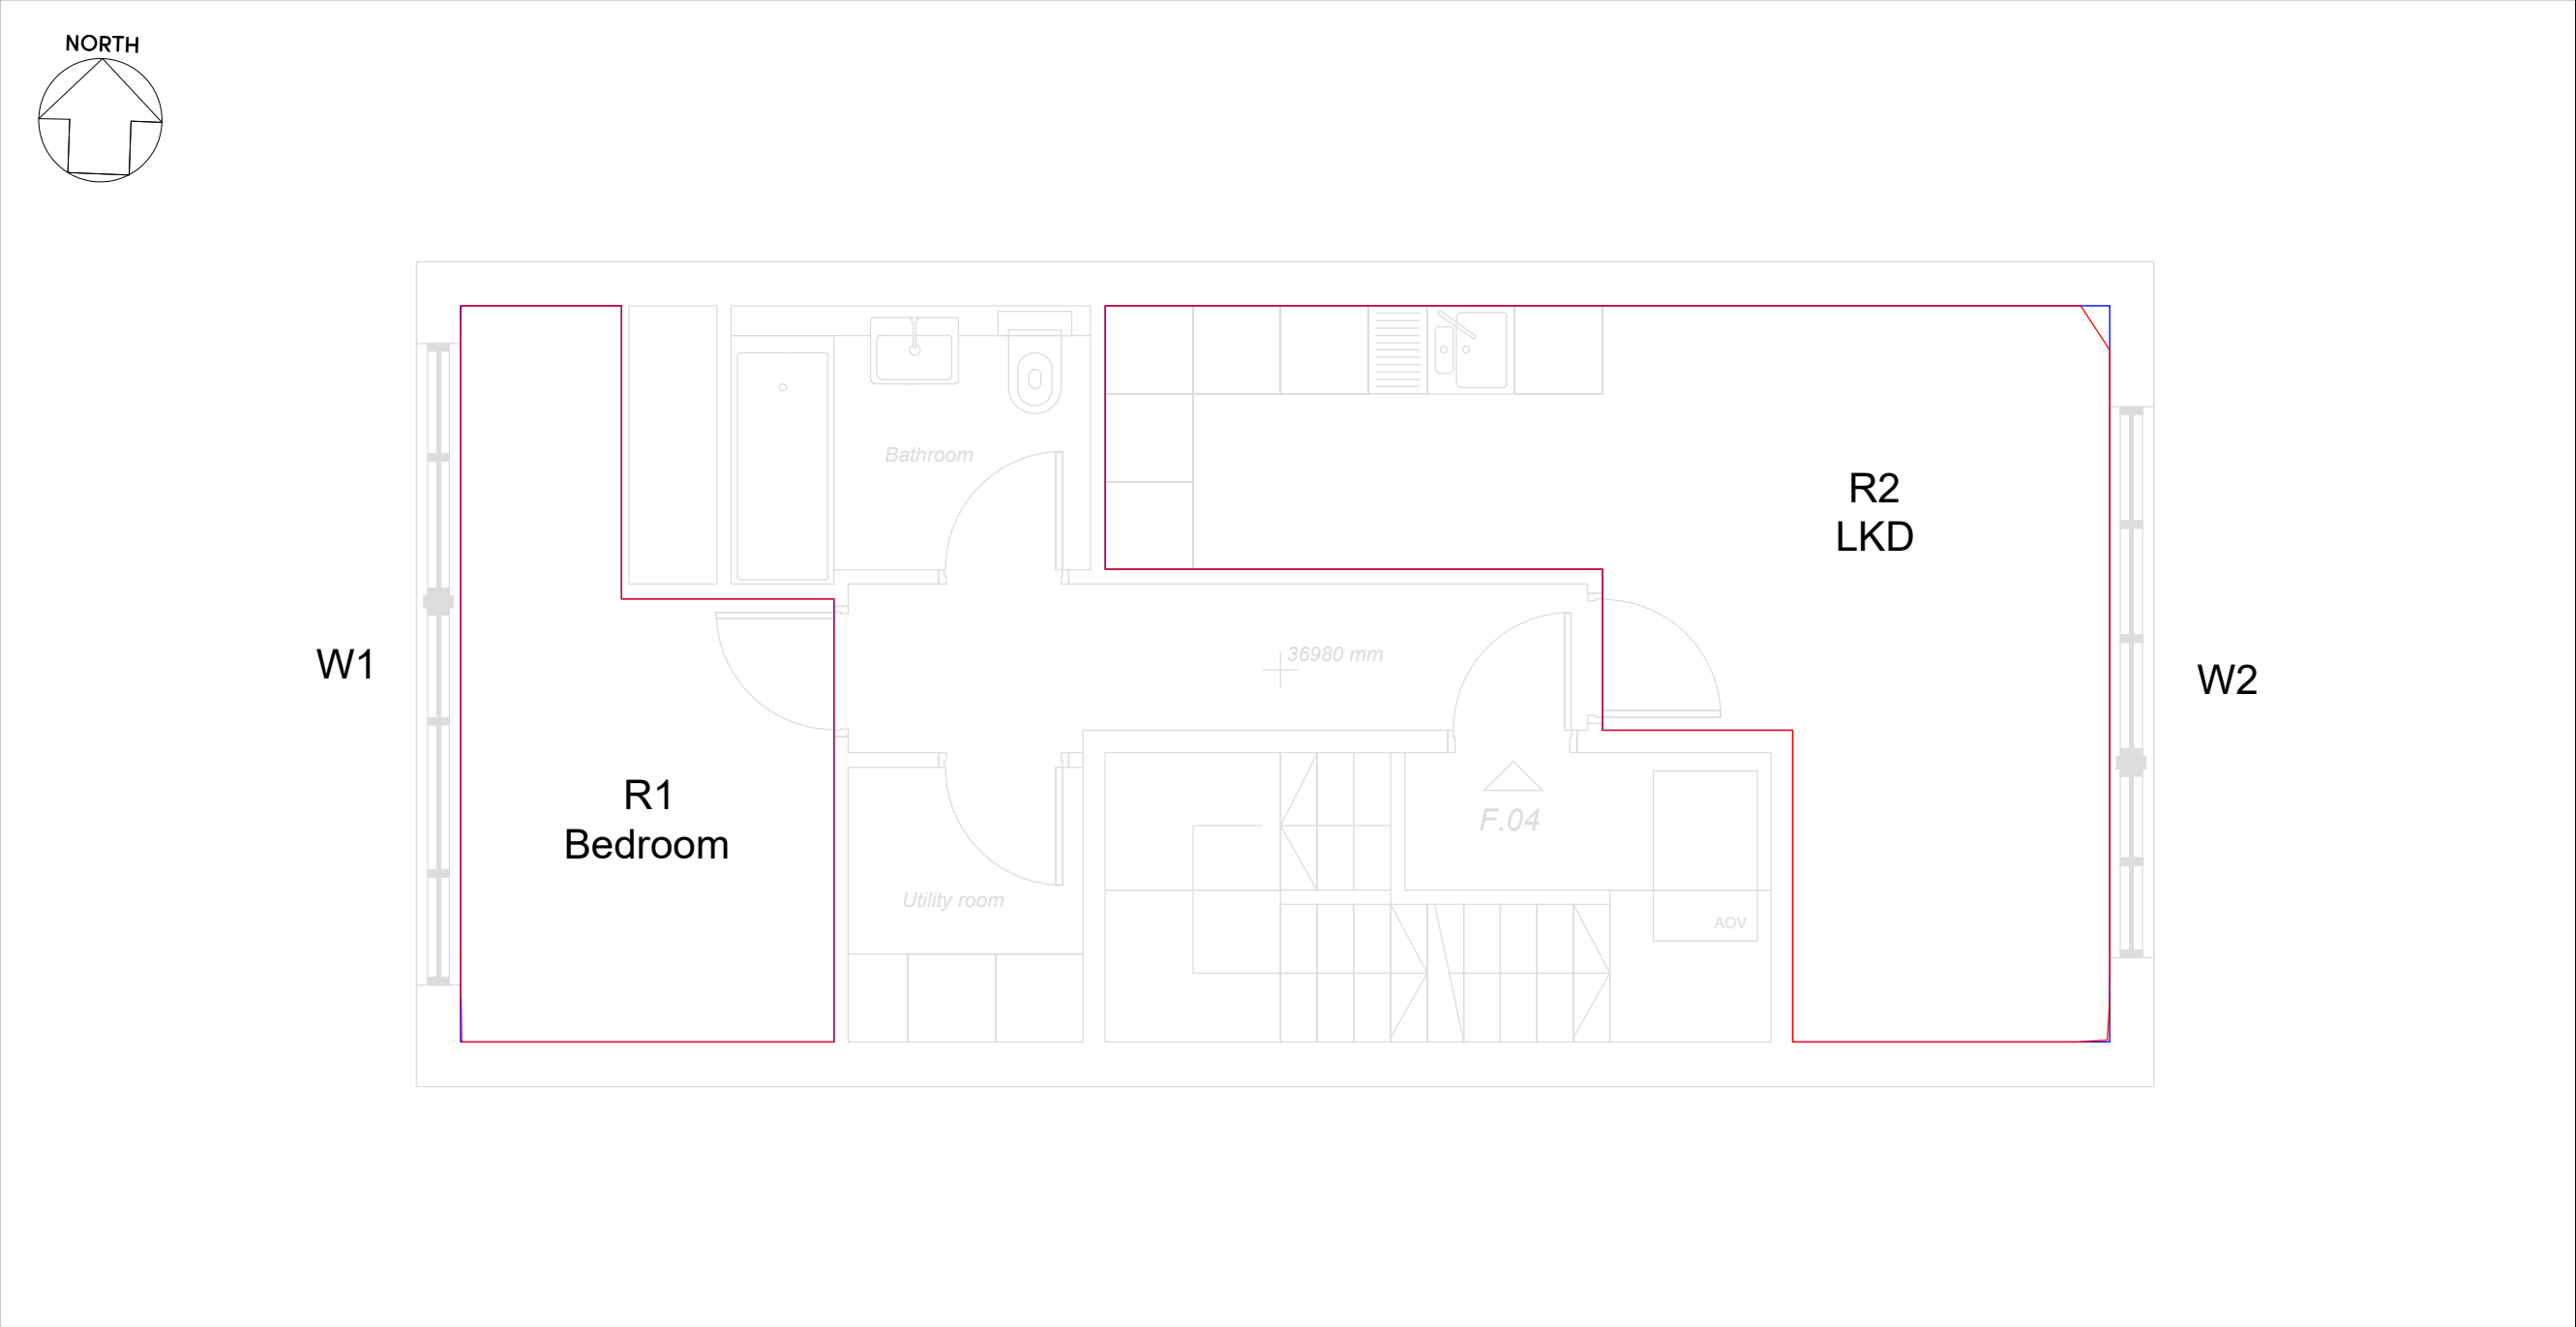 NORTH
Bathroom
R2
LKD
36980 mm
W1
W2
R1
Bedroom
F.04
Utility room
AOV